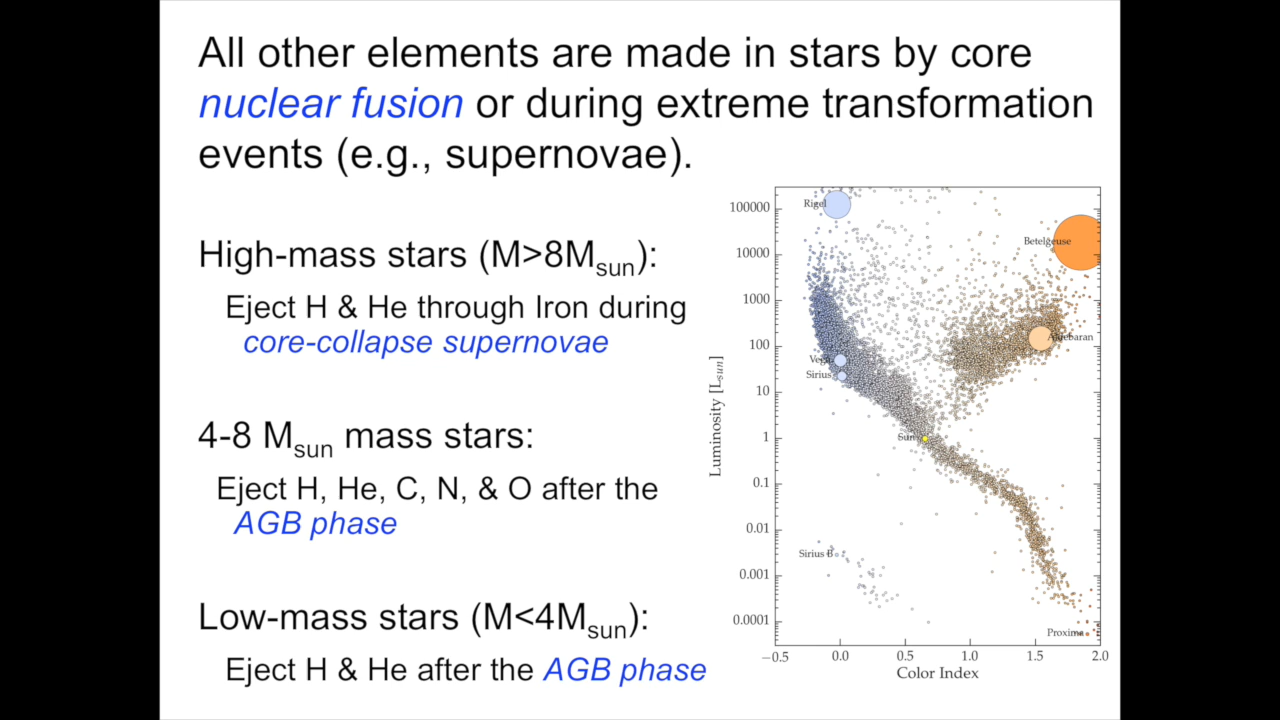 All other elements are made in stars by core
nuclear fusion or during extreme transformation
events (e.g., supernovae).
High-mass stars (M>8Msun):
Eject H & He through Iron during
core-collapse supernovae
4-8 Msun mass stars:
Eject H, He, C, N, & O after the
AGB phase
Low-mass stars (M<4Msun):
Eject H & He after the AGB phase
100000
10000
1000
100
10
1
0.1
0.01
0.001
0.0001
Luminosity [Lsun]
Rigel
Betelgeuse
Aldebaran
Vega
Sirius
Sun
Sirius B
Proxima
−0.5 0.0 0.5 1.0 1.5 2.0
Color Index